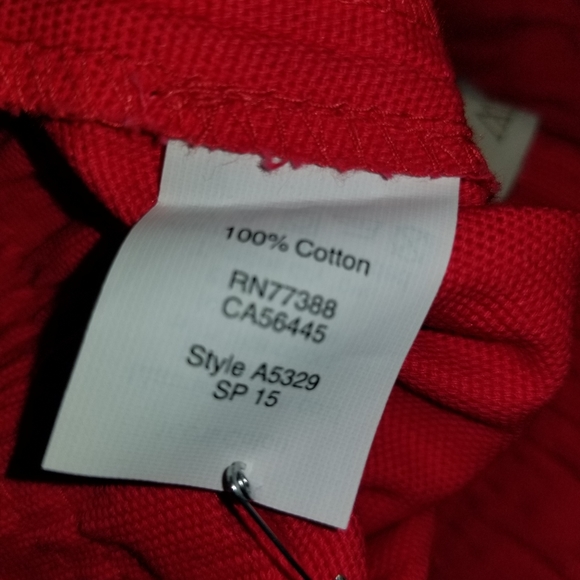 100% Cotton
RN77388
CA56445
Style A5329
SP 15